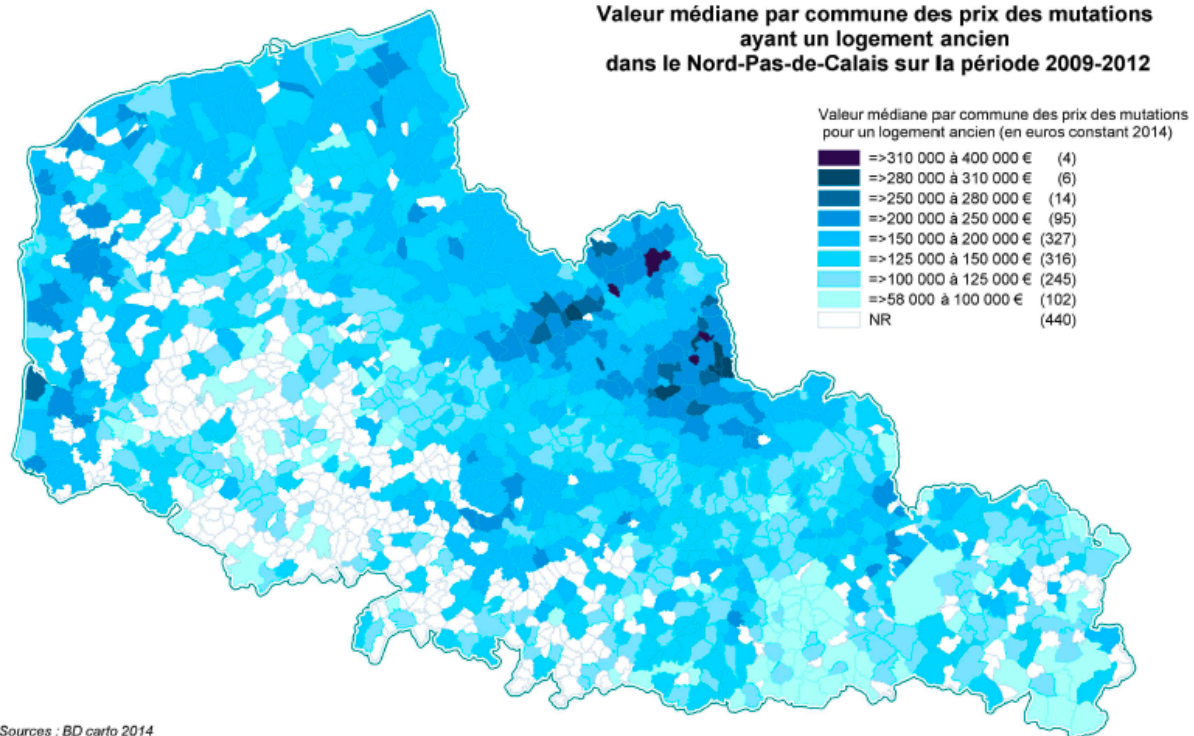 Valeur médiane par commune des prix des mutations
ayant un logement ancien
dans le Nord-Pas-de-Calais sur la période 2009-2012
Valeur médiane par commune des prix des mutations
pour un logement ancien (en euros constant 2014)
=>310 000 à 400 000 € (4)
=>280 000 à 310 000 € (6)
=>250 000 à 280 000 € (14)
=>200 000 à 250 000 € (95)
=>150 000 à 200 000 € (327)
=>125 000 à 150 000 € (316)
=>100 000 à 125 000 € (245)
=>58 000 à 100 000 € (102)
NR (440)
Sources : BD carto 2014